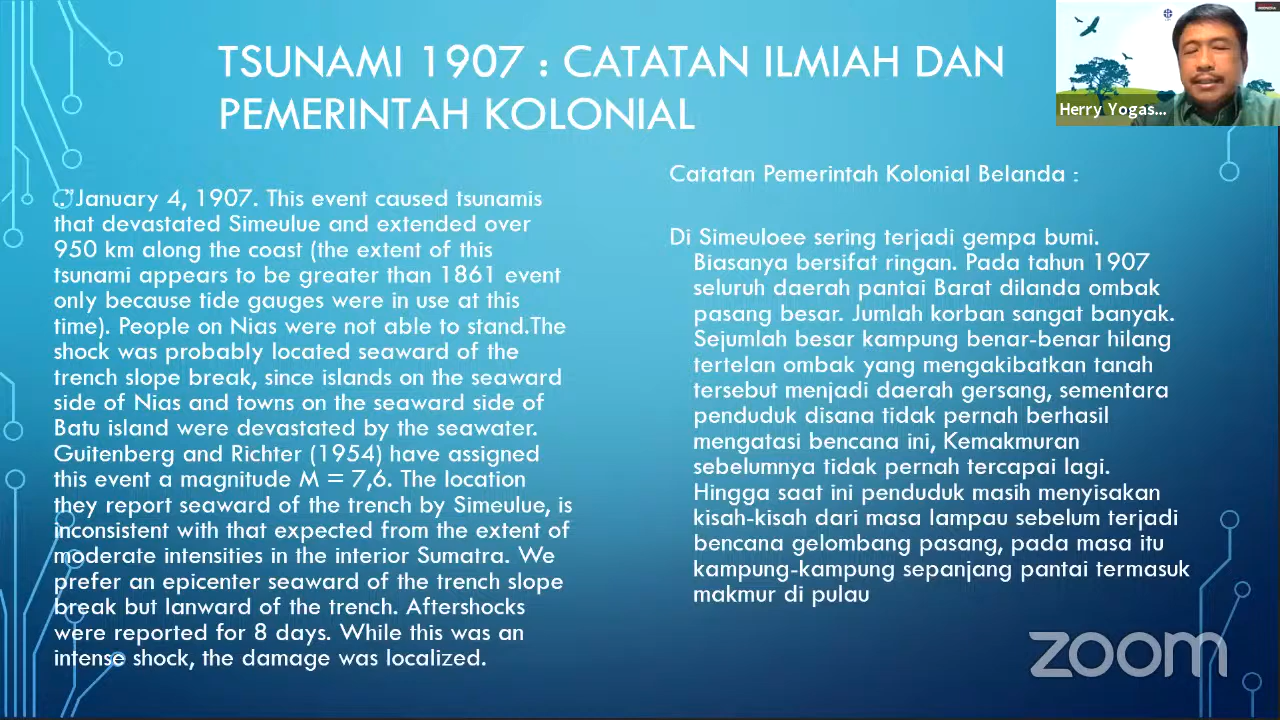 TSUNAMI 1907 : CATATAN ILMIAH DAN
PEMERINTAH KOLONIAL
.."January 4, 1907. This event caused tsunamis
that devastated Simeulue and extended over
950 km along the coast (the extent of this
tsunami appears to be greater than 1861 event
only because tide gauges were in use at this
time). People on Nias were not able to stand.The
shock was probably located seaward of the
trench slope break, since islands on the seaward
side of Nias and towns on the seaward side of
Batu island were devastated by the seawater.
Guitenberg and Richter (1954) have assigned
this event a magnitude M = 7,6. The location
they report seaward of the trench by Simeulue, is
inconsistent with that expected from the extent of
moderate intensities in the interior Sumatra. We
prefer an epicenter seaward of the trench slope
break but lanward of the trench. Aftershocks
were reported for 8 days. While this was an
intense shock, the damage was localized.
Catatan Pemerintah Kolonial Belanda :
Di Simeuloee sering terjadi gempa bumi.
Biasanya bersifat ringan. Pada tahun 1907
seluruh daerah pantai Barat dilanda ombak
pasang besar. Jumlah korban sangat banyak.
Sejumlah besar kampung benar-benar hilang
tertelan ombak yang mengakibatkan tanah
tersebut menjadi daerah gersang, sementara
penduduk disana tidak pernah berhasil
mengatasi bencana ini, Kemakmuran
sebelumnya tidak pernah tercapai lagi.
Hingga saat ini penduduk masih menyisakan
kisah-kisah dari masa lampau sebelum terjadi
bencana gelombang pasang, pada masa itu
kampung-kampung sepanjang pantai termasuk
makmur di pulau
Herry Yogas...
zoom